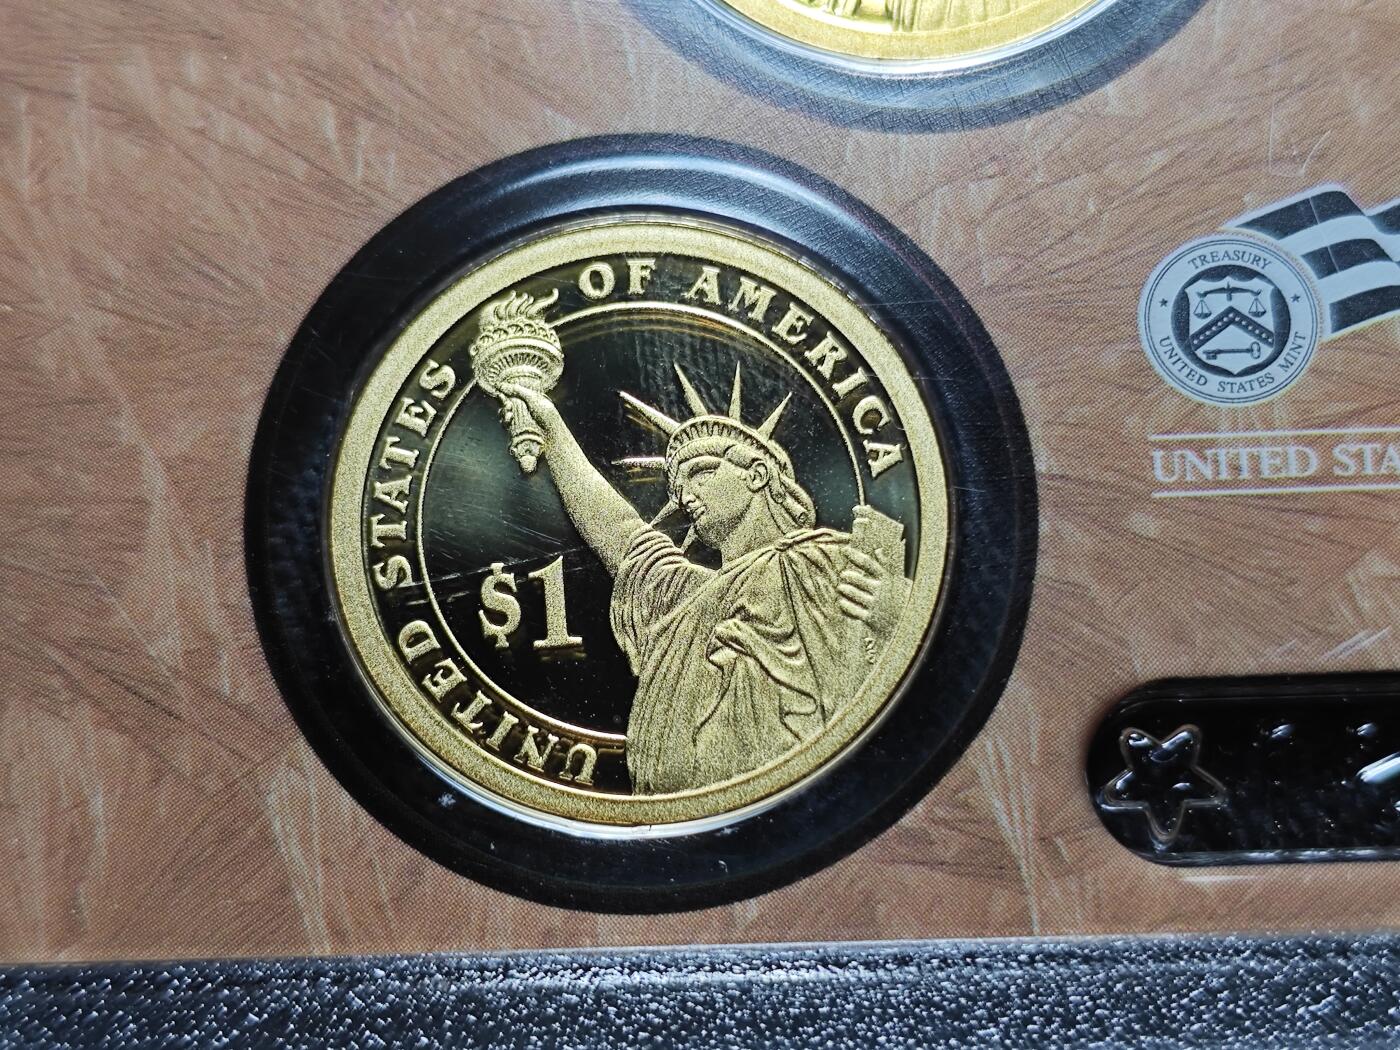 UNITED STATES OF AMERICA
$1
TREASURY
UNITED STATES MINT
UNITED STA